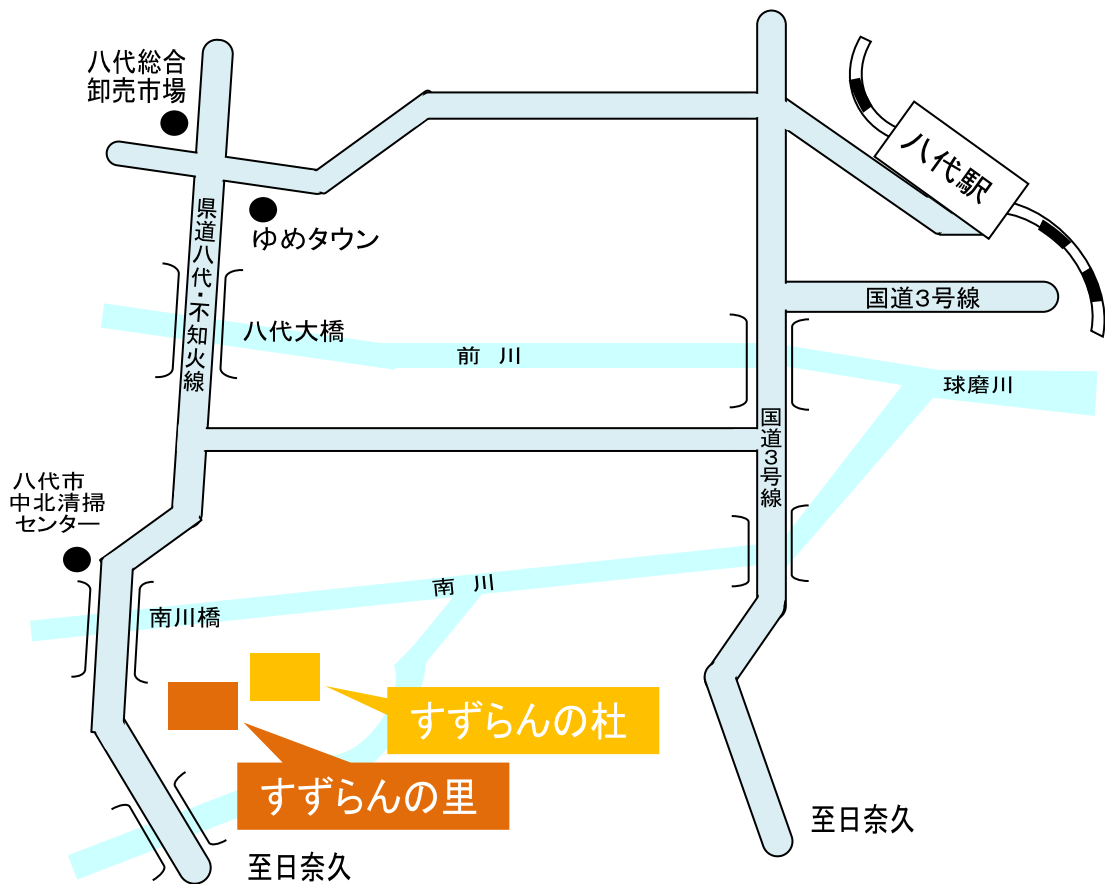 八代総合
卸売市場
八代駅
ゆめタウン
県道八代・不知火線
国道3号線
八代大橋
前川
球磨川
国道3号線
八代市
中北清掃
センター
南川
南川橋
すずらんの杜
すずらんの里
至日奈久
至日奈久